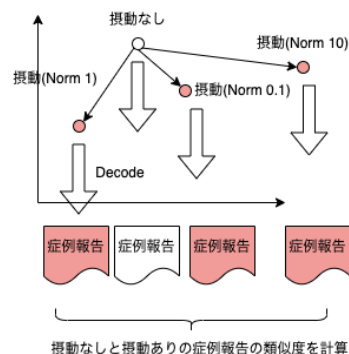 摂動なし
摂動(Norm 10)
摂動(Norm 1)
摂動(Norm 0.1)
Decode
症例報告
症例報告
症例報告
症例報告
摂動なしと摂動ありの症例報告の類似度を計算